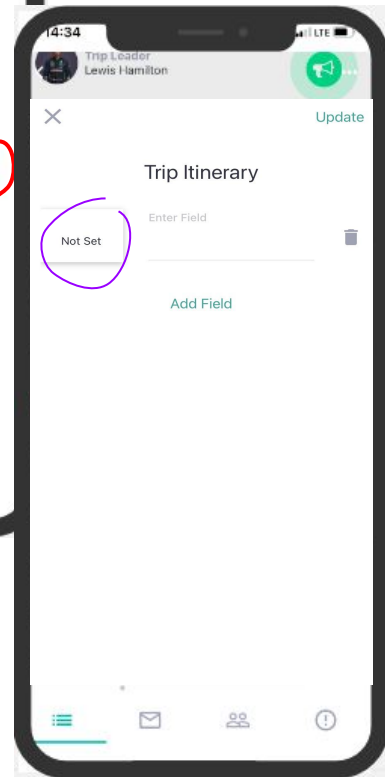 14:34
LTE
Trip Leader
Lewis Hamilton
Update
Trip Itinerary
Enter Field
Not Set
Add Field